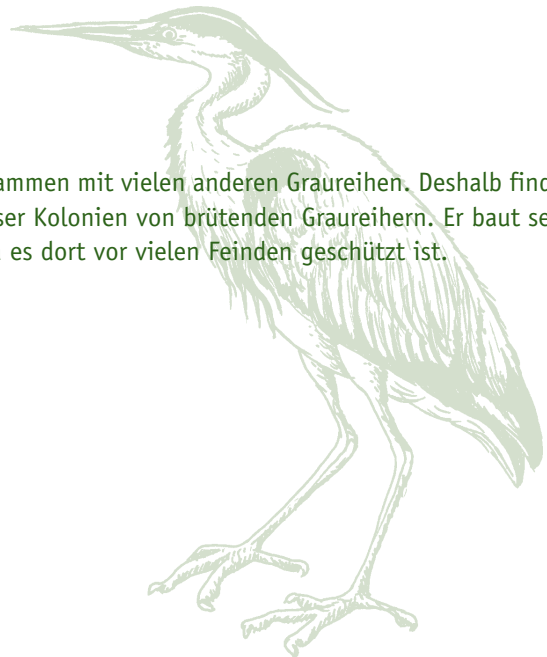 ammen mit vielen anderen Graureihen. Deshalb find
ser Kolonien von brütenden Graureihern. Er baut se
es dort vor vielen Feinden geschützt ist.